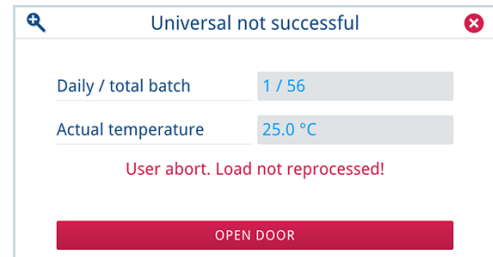 Universal not successful
Daily / total batch 1 / 56
Actual temperature 25.0 °C
User abort. Load not reprocessed!
OPEN DOOR